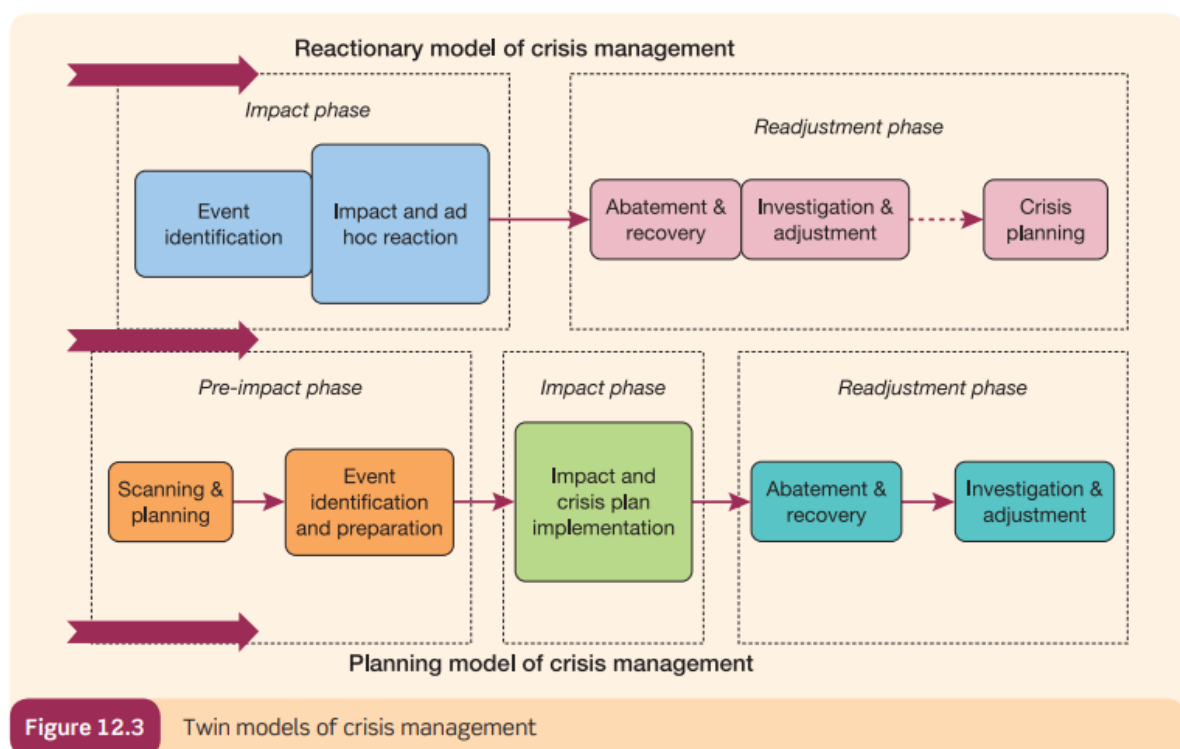 Reactionary model of crisis management
Impact phase
Event
identification
Impact and ad
hoc reaction
Readjustment phase
Abatement &
recovery
Investigation &
adjustment
Crisis
planning
Pre-impact phase
Scanning &
planning
Event
identification
and preparation
Impact phase
Impact and
crisis plan
implementation
Readjustment phase
Abatement &
recovery
Investigation &
adjustment
Planning model of crisis management
Figure 12.3 Twin models of crisis management